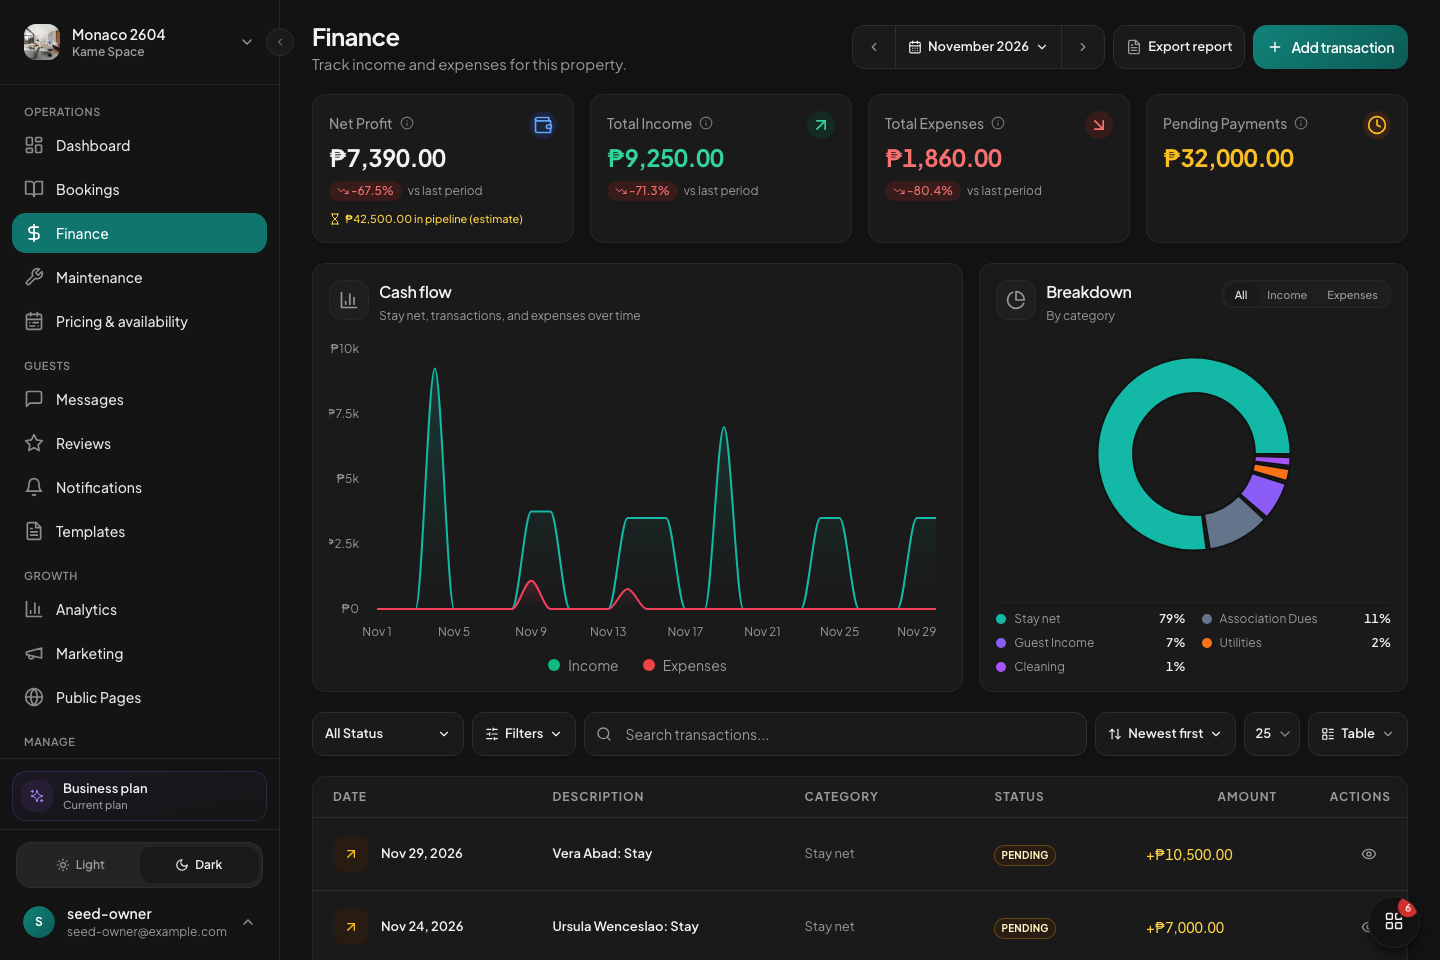 Monaco 2604
Kame Space
OPERATIONS
Dashboard
Bookings
Finance
Maintenance
Pricing & availability
GUESTS
Messages
Reviews
Notifications
Templates
GROWTH
Analytics
Marketing
Public Pages
MANAGE
Business plan
Current plan
Light
Dark
S
seed-owner
seed-owner@example.com
Finance
Track income and expenses for this property.
November 2026
Export report
Add transaction
Net Profit
₱7,390.00
-67.5% vs last period
₱42,500.00 in pipeline (estimate)
Total Income
₱9,250.00
-71.3% vs last period
Total Expenses
₱1,860.00
-80.4% vs last period
Pending Payments
₱32,000.00
Cash flow
Stay net, transactions, and expenses over time
₱10k
₱7.5k
₱5k
₱2.5k
₱0
Nov 1 Nov 5 Nov 9 Nov 13 Nov 17 Nov 21 Nov 25 Nov 29
Income Expenses
Breakdown
By category
All Income Expenses
Stay net 79% Association Dues 11%
Guest Income 7% Utilities 2%
Cleaning 1%
All Status Filters Search transactions... Newest first 25 Table
DATE DESCRIPTION CATEGORY STATUS AMOUNT ACTIONS
Nov 29, 2026 Vera Abad: Stay Stay net PENDING +₱10,500.00
Nov 24, 2026 Ursula Wenceslao: Stay Stay net PENDING +₱7,000.00
6